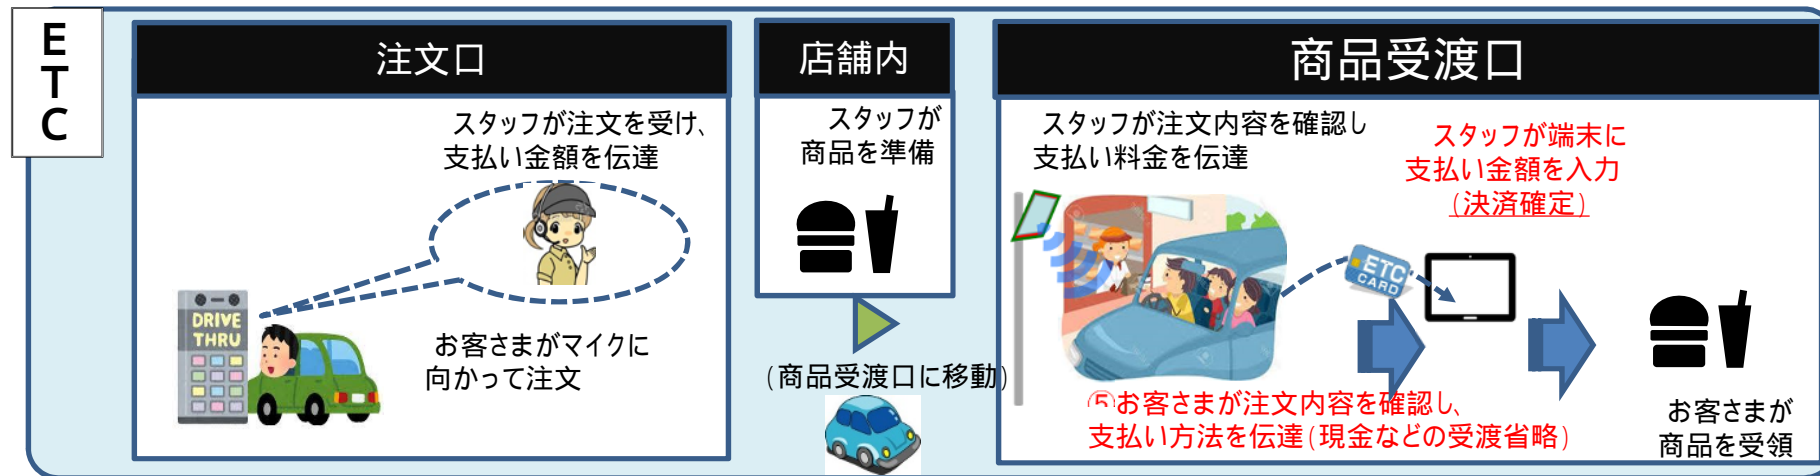 ETC
注文口
スタッフが注文を受け、
支払い金額を伝達
DRIVE
THRU
お客さまがマイクに
向かって注文
店舗内
スタッフが
商品を準備
(商品受渡口に移動)
商品受渡口
スタッフが注文内容を確認し
支払い料金を伝達
スタッフが端末に
支払い金額を入力
(決済確定)
ETC
CARD
⑤お客さまが注文内容を確認し、
支払い方法を伝達(現金などの受渡省略)
お客さまが
商品を受領